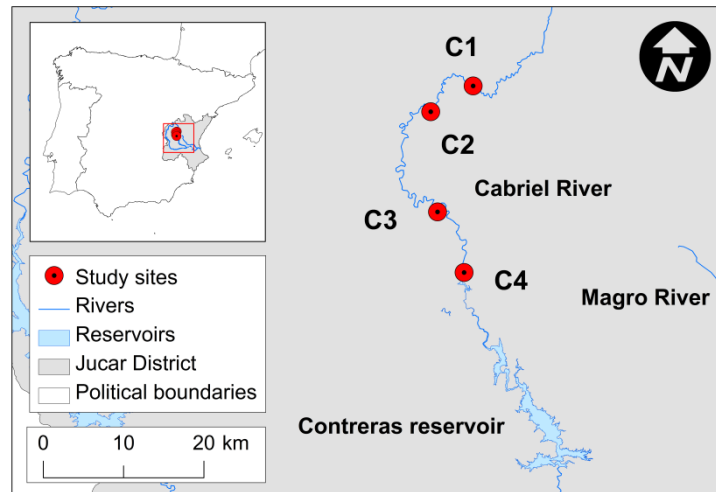 C1
N
C2
Cabriel River
C3
C4
Magro River
Contreras reservoir
Study sites
Rivers
Reservoirs
Jucar District
Political boundaries
0 10 20 km